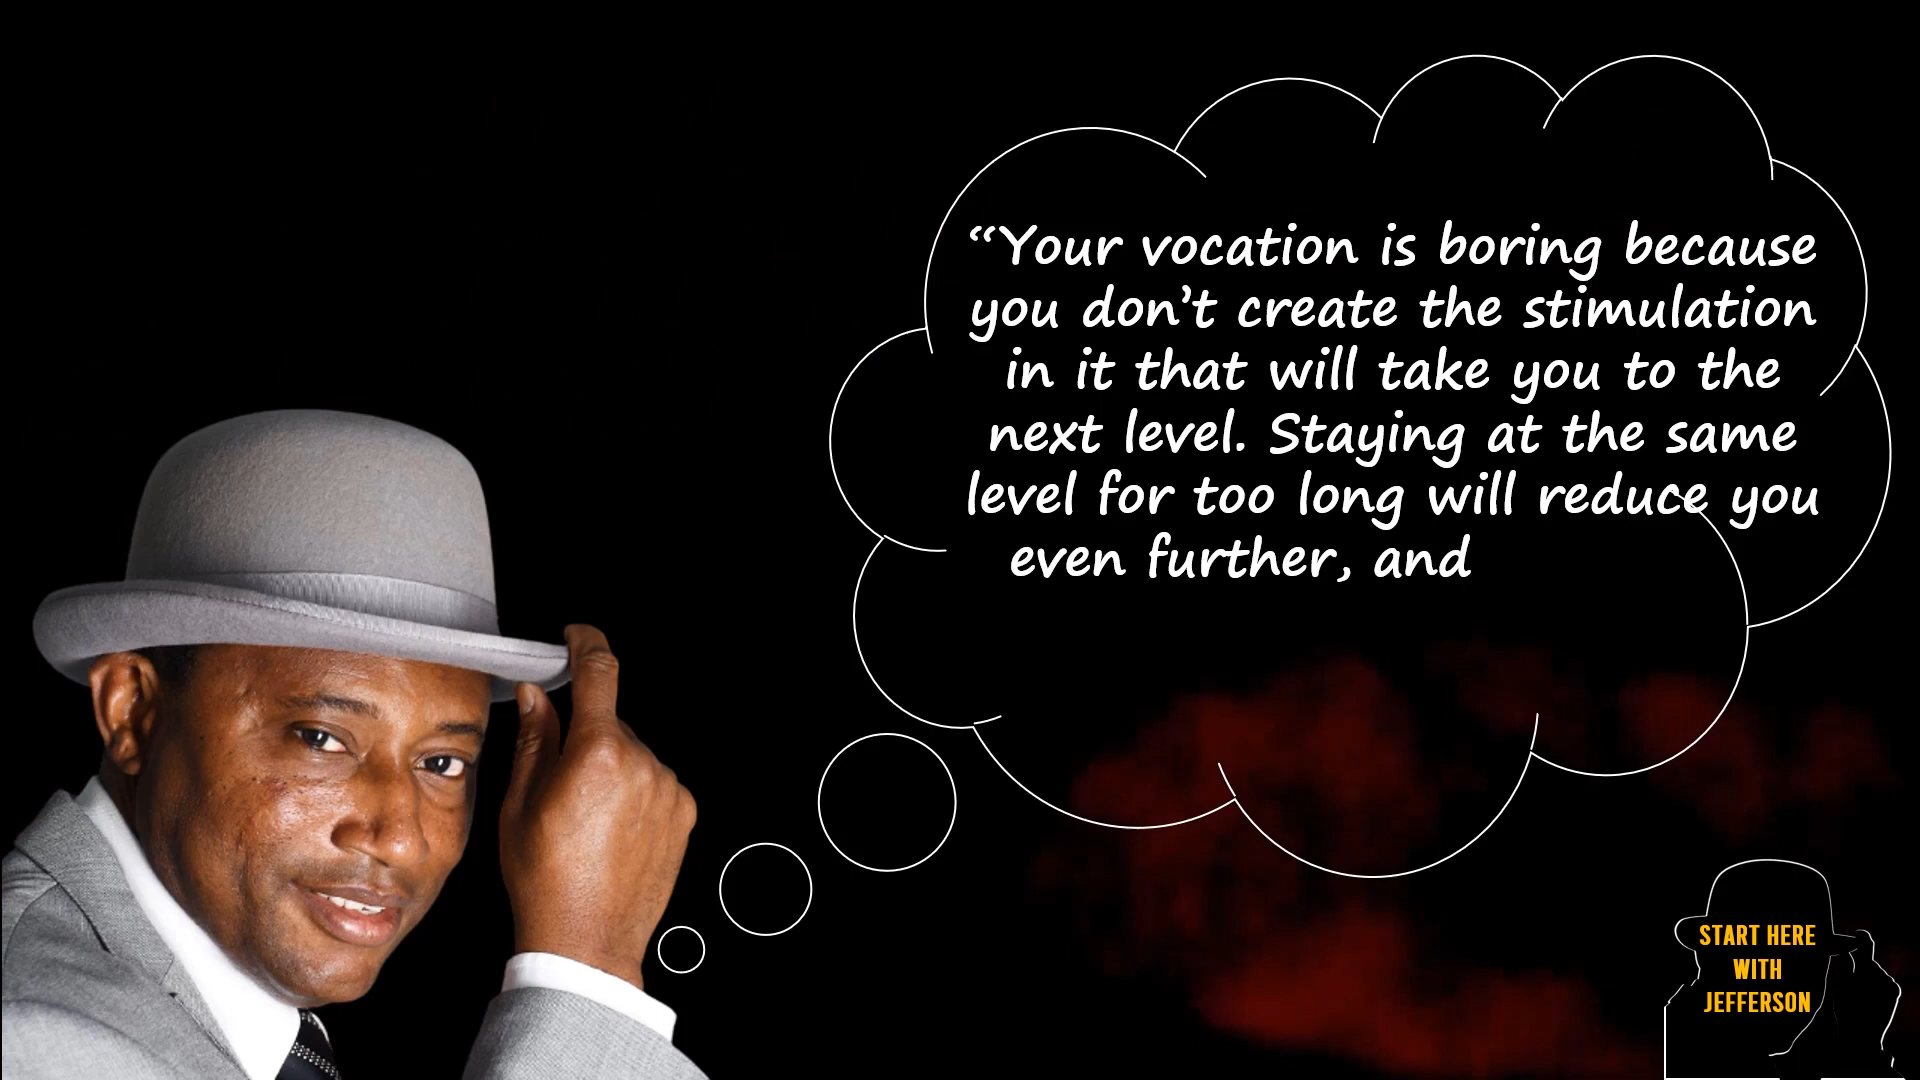 “Your vocation is boring because
you don’t create the stimulation
in it that will take you to the
next level. Staying at the same
level for too long will reduce you
even further, and
START HERE
WITH
JEFFERSON